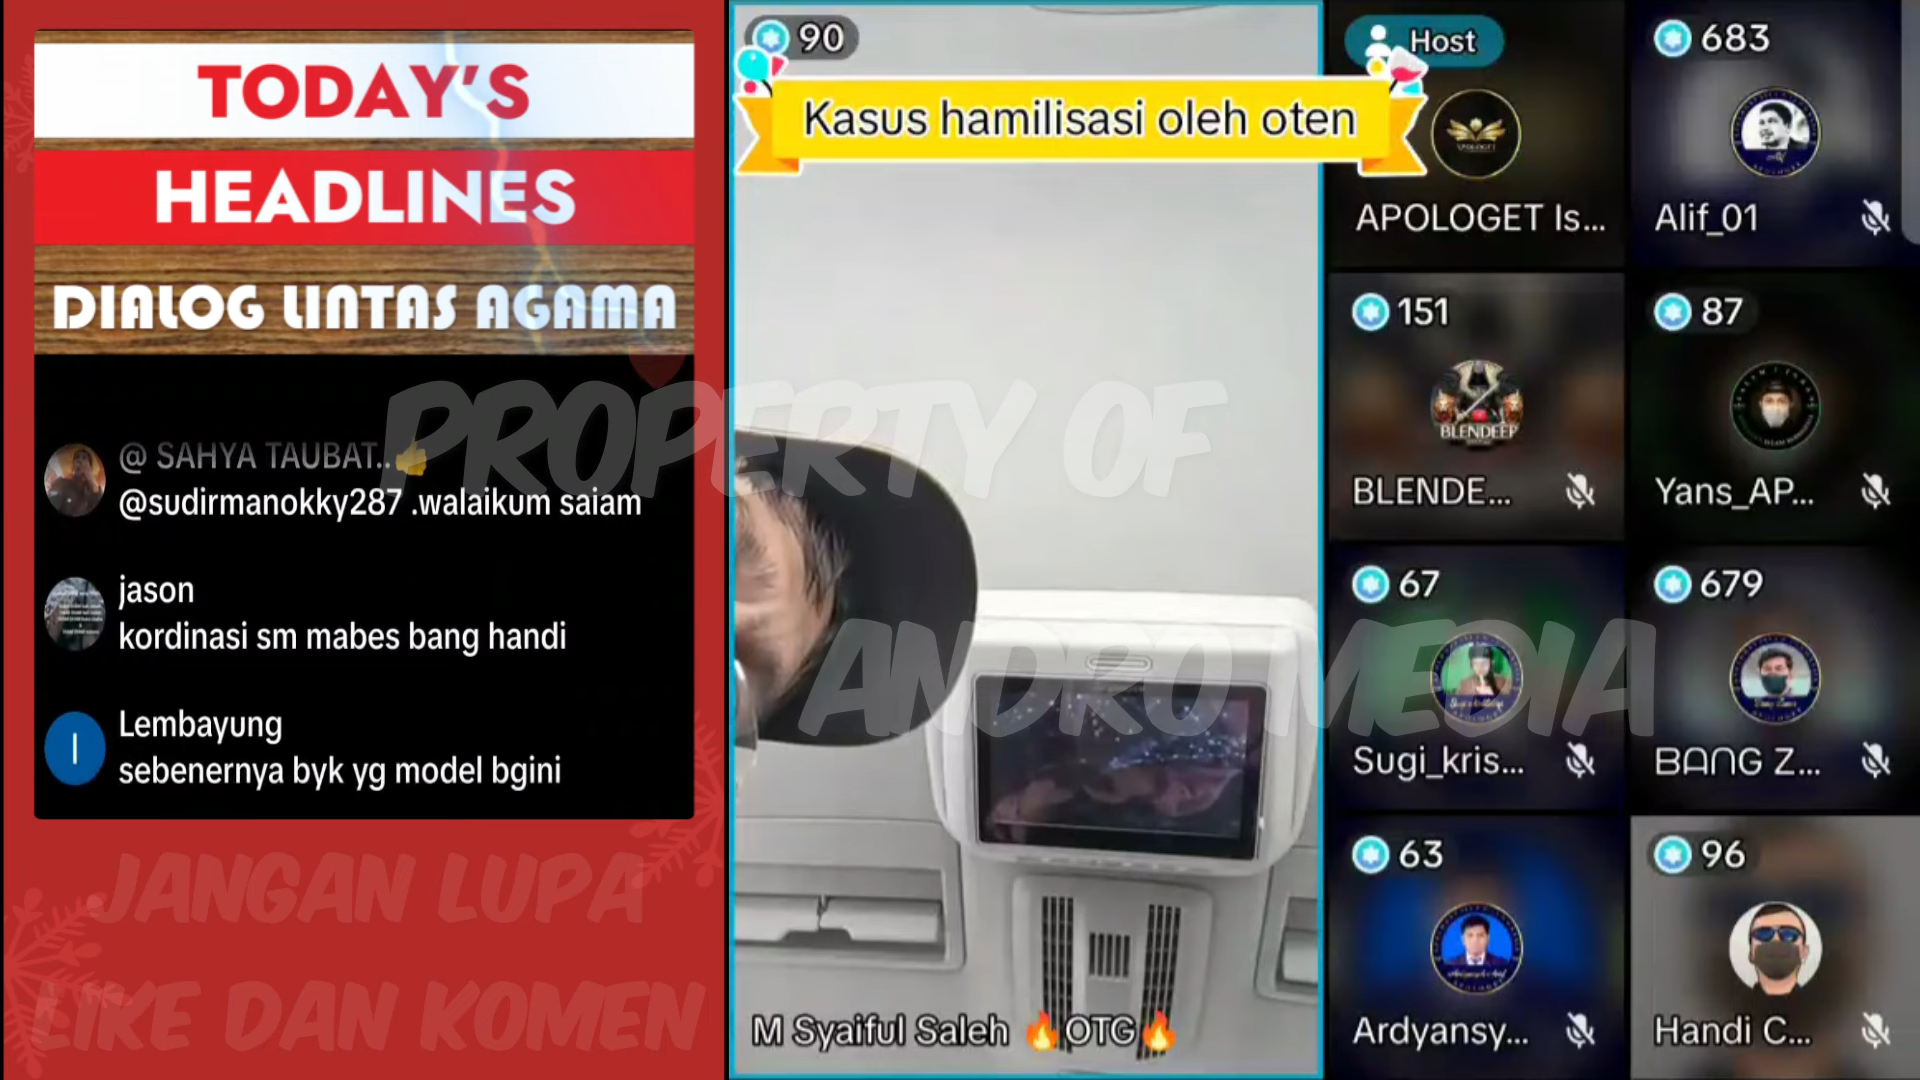 TODAY'S
HEADLINES
DIALOG LINTAS AGAMA
@ SAHYA TAUBAT..👍
@sudirmanokky287 .walaikum saiam
jason
kordinasi sm mabes bang handi
I
Lembayung
sebenernya byk yg model bgini
JANGAN LUPA
LIKE DAN KOMEN
PROPERTY OF
ANDRO MEDIA
90
Kasus hamilisasi oleh oten
M Syaiful Saleh 🔥OTG🔥
Host
APOLOGET Is...
683
Alif_01
151
BLENDEEP
BLENDE...
87
Yans_AP...
67
Sugi_kris...
679
BANG Z...
63
Ardyansy...
96
Handi C...